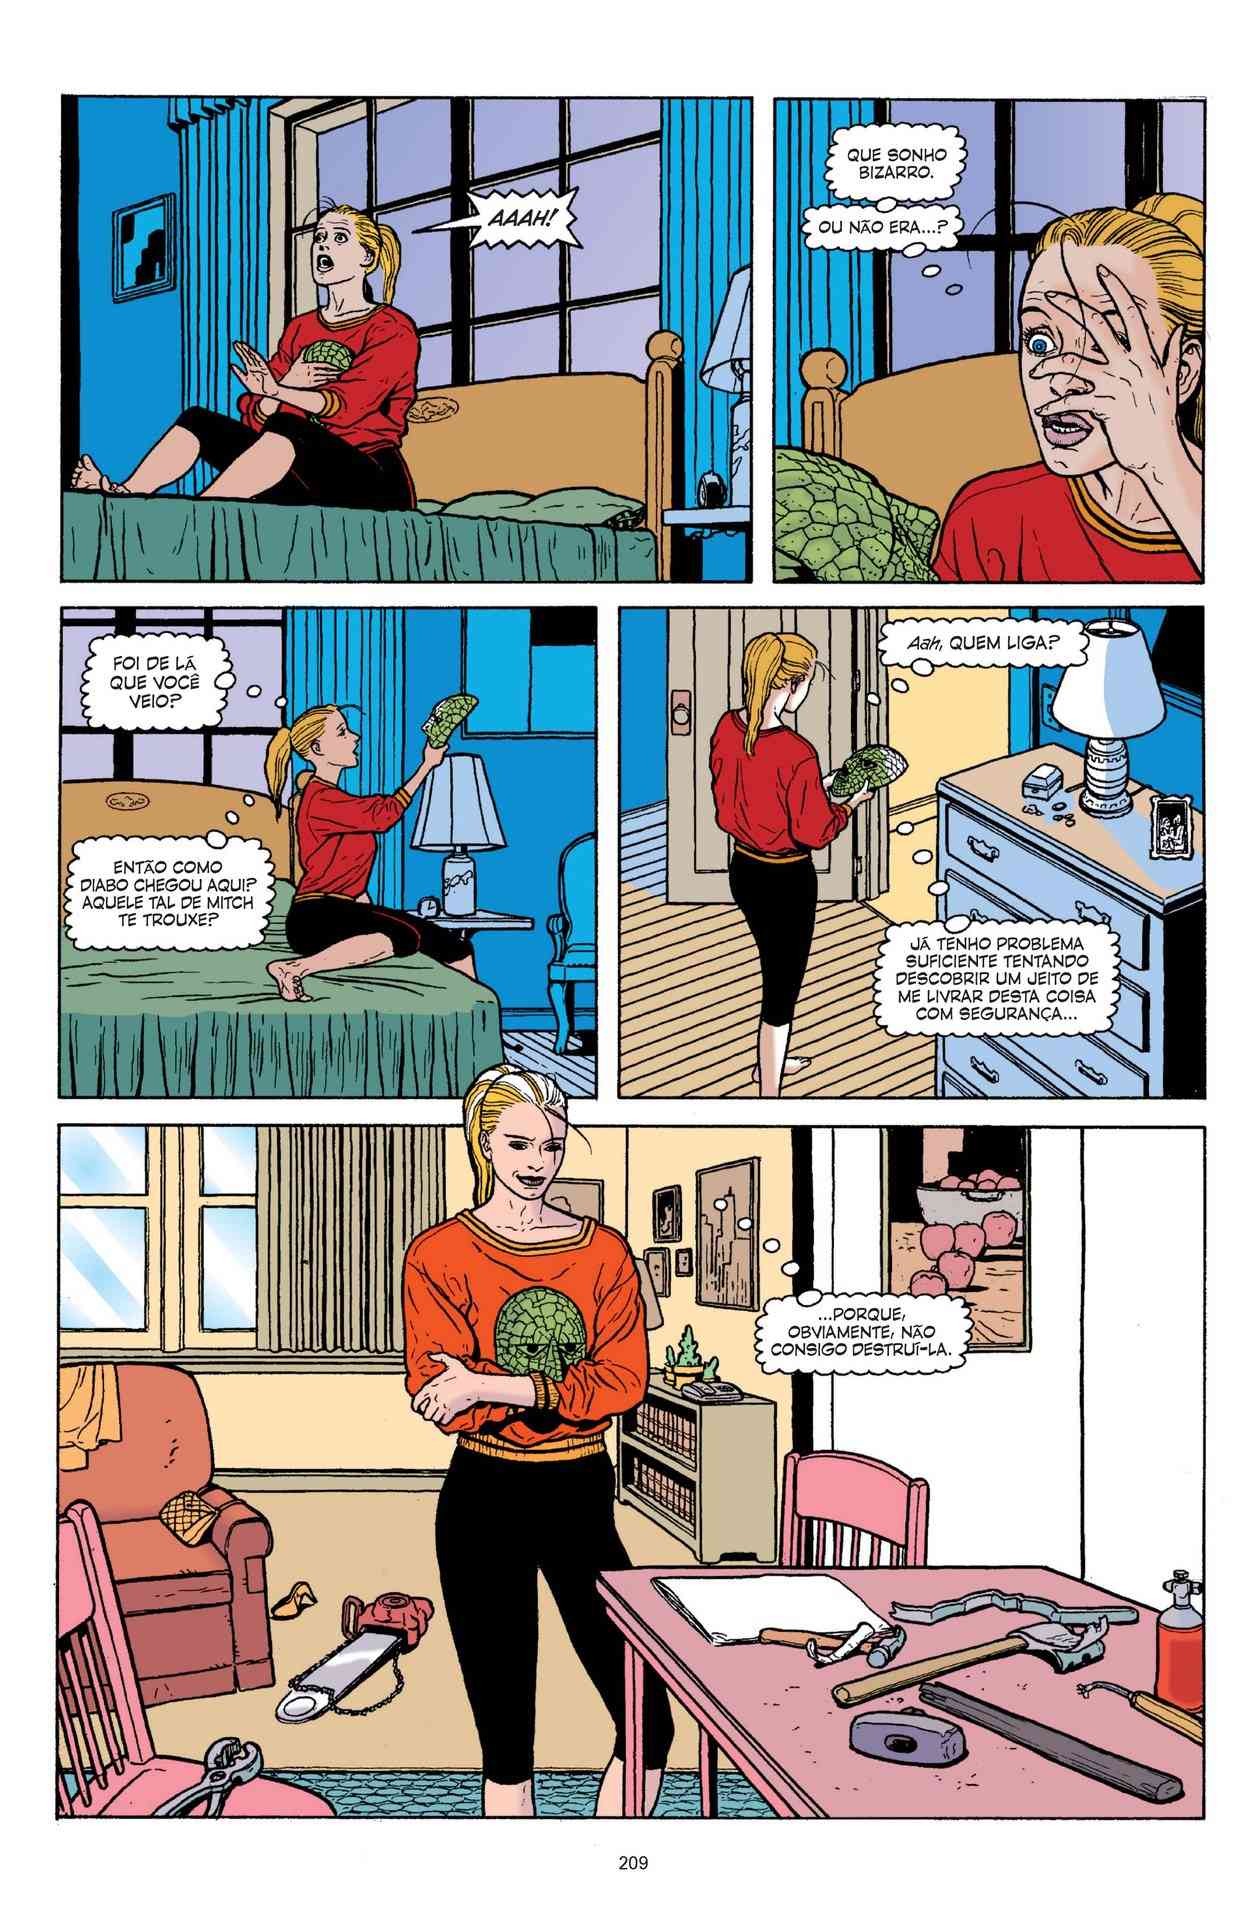 AAAH!
QUE SONHO
BIZARRO.
OU NÃO ERA...?
FOI DE LÁ
QUE VOCÊ
VEIO?
ENTÃO COMO
DIABO CHEGOU AQUI?
AQUELE TAL DE MITCH
TE TROUXE?
Aah, QUEM LIGA?
JÁ TENHO PROBLEMA
SUFICIENTE TENTANDO
DESCOBRIR UM JEITO DE
ME LIVRAR DESTA COISA
COM SEGURANÇA...
...PORQUE,
OBVIAMENTE, NÃO
CONSIGO DESTRUÍ-LA.
209